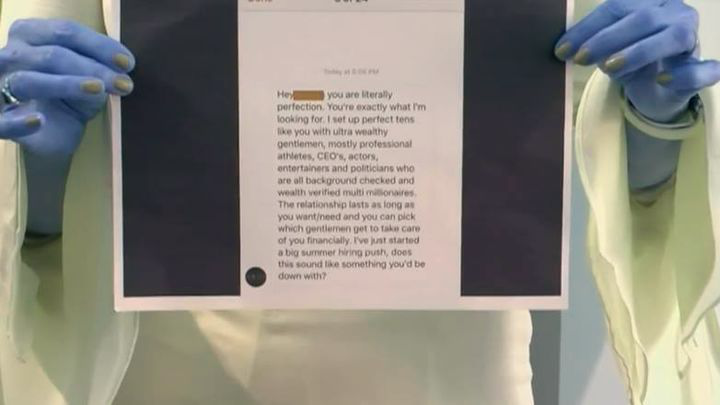 Today at 5:06 PM
Hey you are literally
perfection. You're exactly what I'm
looking for. I set up perfect tens
like you with ultra wealthy
gentlemen, mostly professional
athletes, CEO's, actors,
entertainers and politicians who
are all background checked and
wealth verified multi millionaires.
The relationship lasts as long as
you want/need and you can pick
which gentlemen get to take care
of you financially. I've just started
a big summer hiring push, does
this sound like something you'd be
down with?